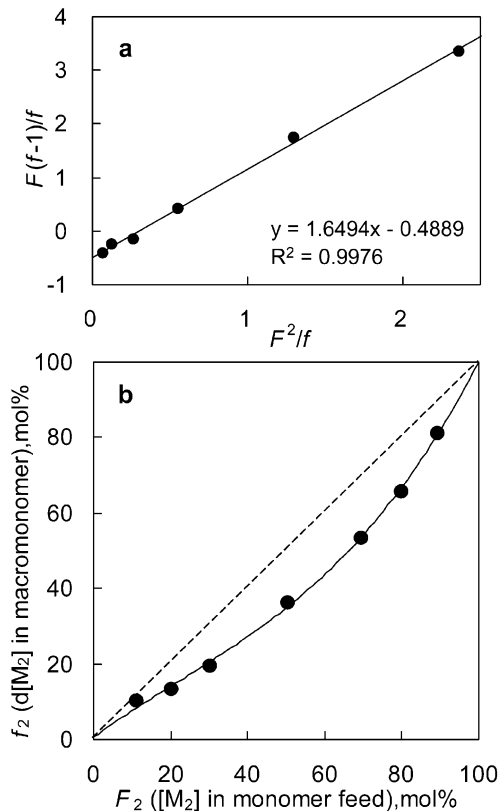 a
F(f-1)/f
4
3
2
1
0
-1
y = 1.6494x - 0.4889
R² = 0.9976
0 1 2
F²/f
b
f₂ (d[M₂] in macromonomer),mol%
100
80
60
40
20
0
0 20 40 60 80 100
F₂ ([M₂] in monomer feed),mol%